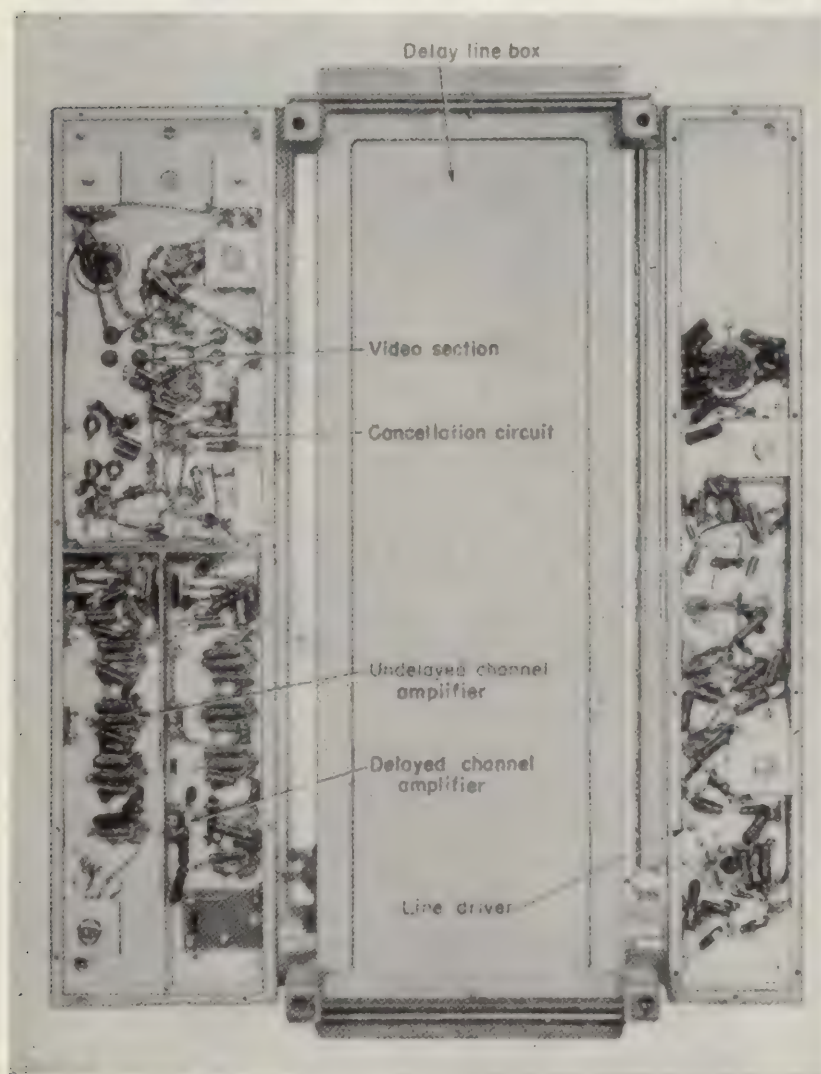 Delay line box
Video section
Cancellation circuit
Undelayed channel
amplifier
Delayed channel
amplifier
Line driver